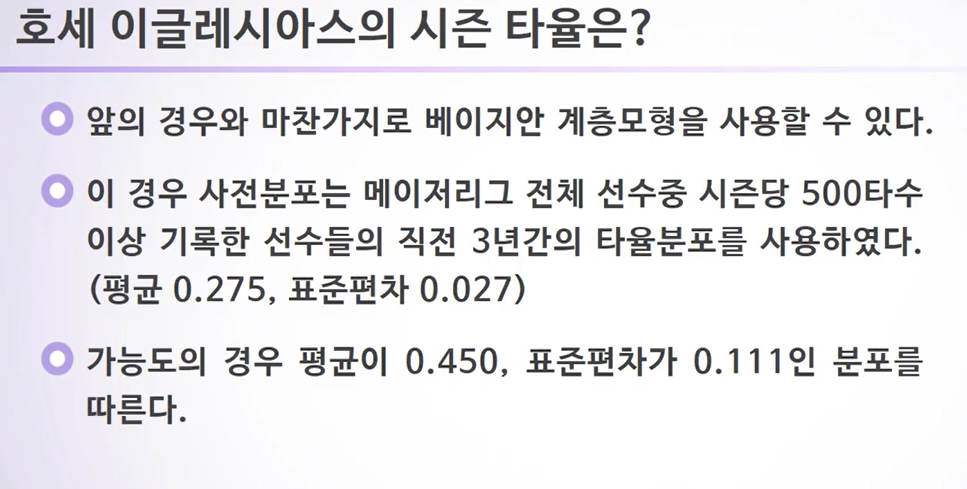 호세 이글레시아스의 시즌 타율은?
앞의 경우와 마찬가지로 베이지안 계층모형을 사용할 수 있다.
이 경우 사전분포는 메이저리그 전체 선수중 시즌당 500타수
이상 기록한 선수들의 직전 3년간의 타율분포를 사용하였다.
(평균 0.275, 표준편차 0.027)
가능도의 경우 평균이 0.450, 표준편차가 0.111인 분포를
따른다.